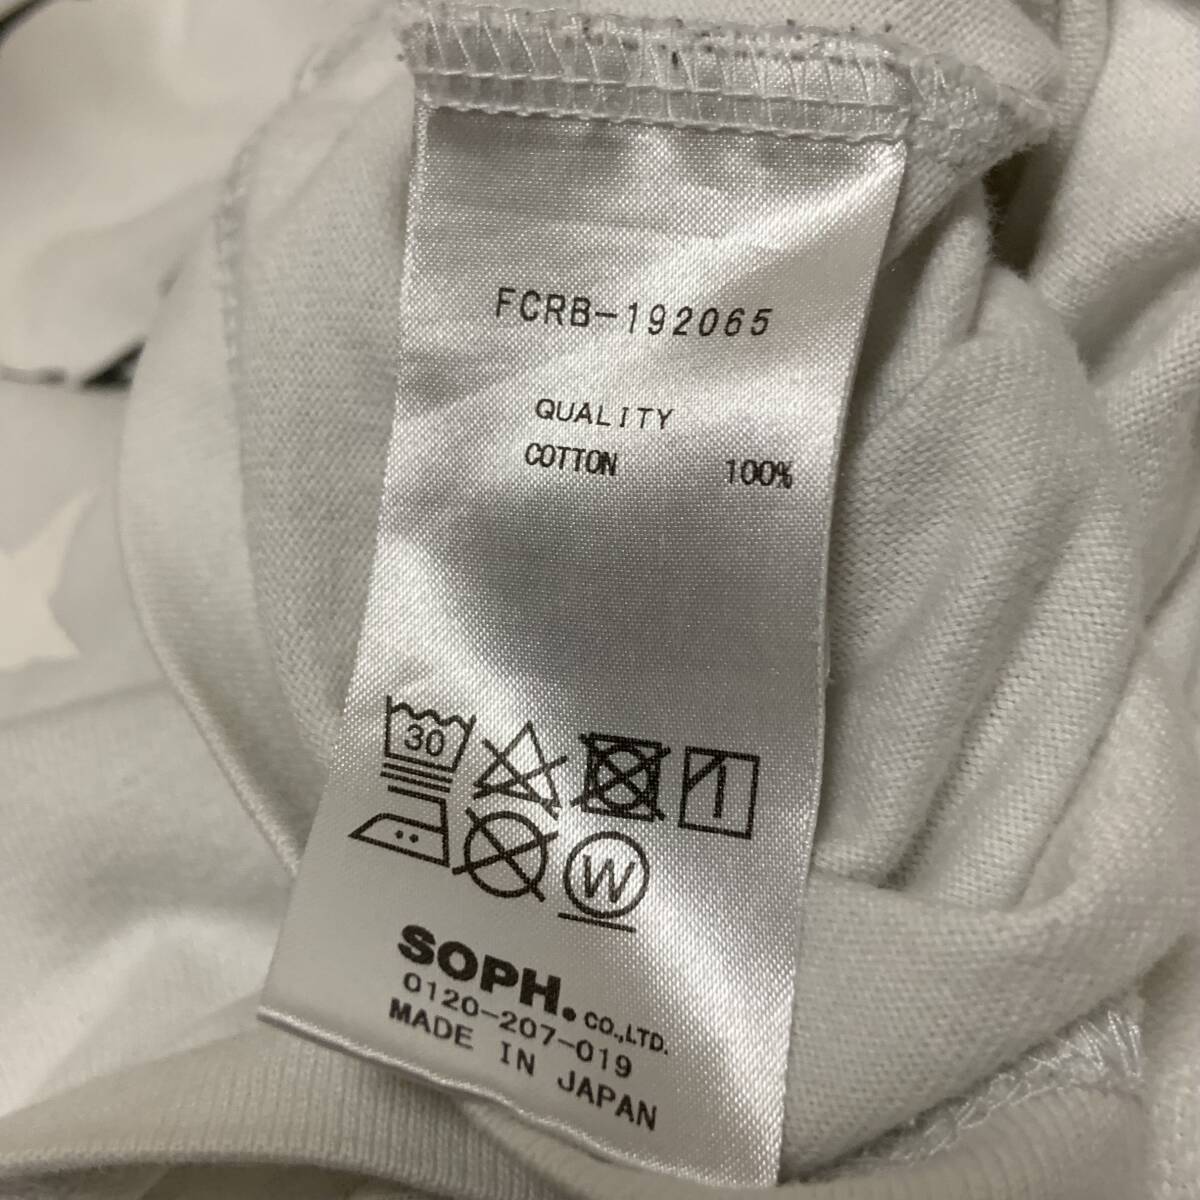 FCRB-192065
QUALITY
COTTON 100%
30
W
SOPH. CO.,LTD.
0120-207-019
MADE IN JAPAN